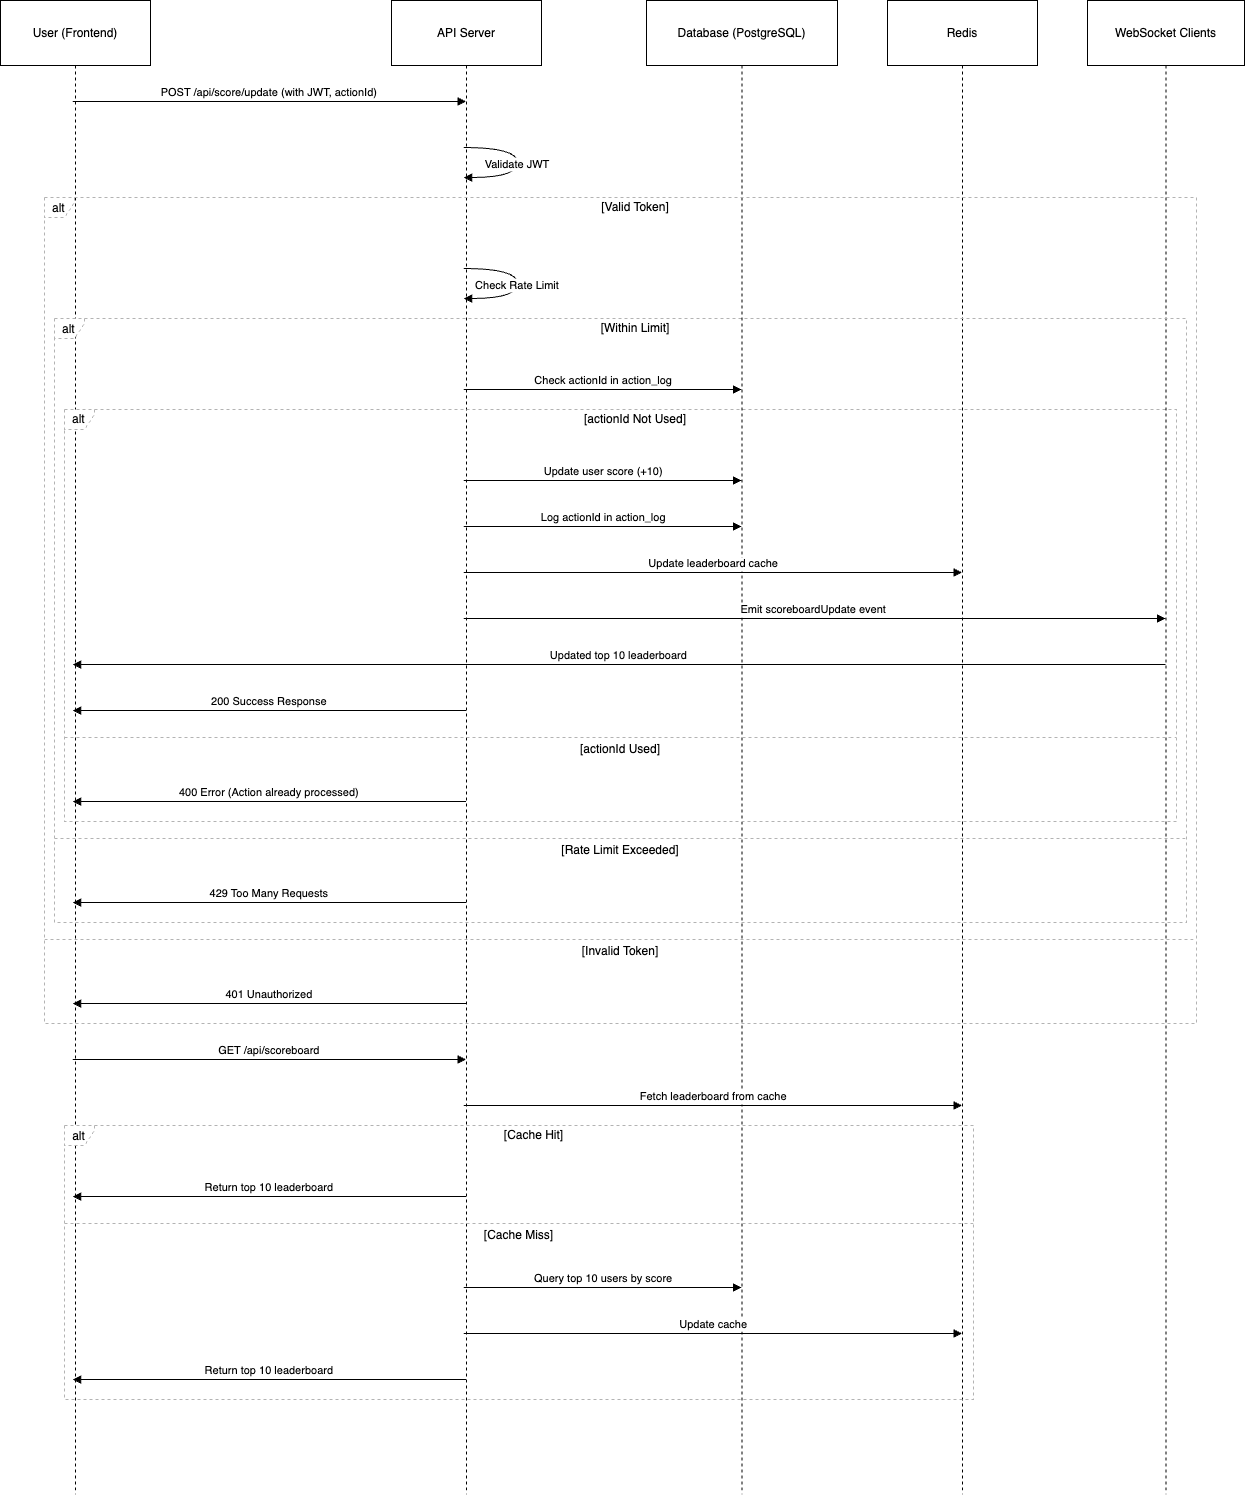 User (Frontend)
API Server
Database (PostgreSQL)
Redis
WebSocket Clients
POST /api/score/update (with JWT, actionId)
Validate JWT
alt
[Valid Token]
Check Rate Limit
alt
[Within Limit]
Check actionId in action_log
alt
[actionId Not Used]
Update user score (+10)
Log actionId in action_log
Update leaderboard cache
Emit scoreboardUpdate event
Updated top 10 leaderboard
200 Success Response
[actionId Used]
400 Error (Action already processed)
[Rate Limit Exceeded]
429 Too Many Requests
[Invalid Token]
401 Unauthorized
GET /api/scoreboard
Fetch leaderboard from cache
alt
[Cache Hit]
Return top 10 leaderboard
[Cache Miss]
Query top 10 users by score
Update cache
Return top 10 leaderboard